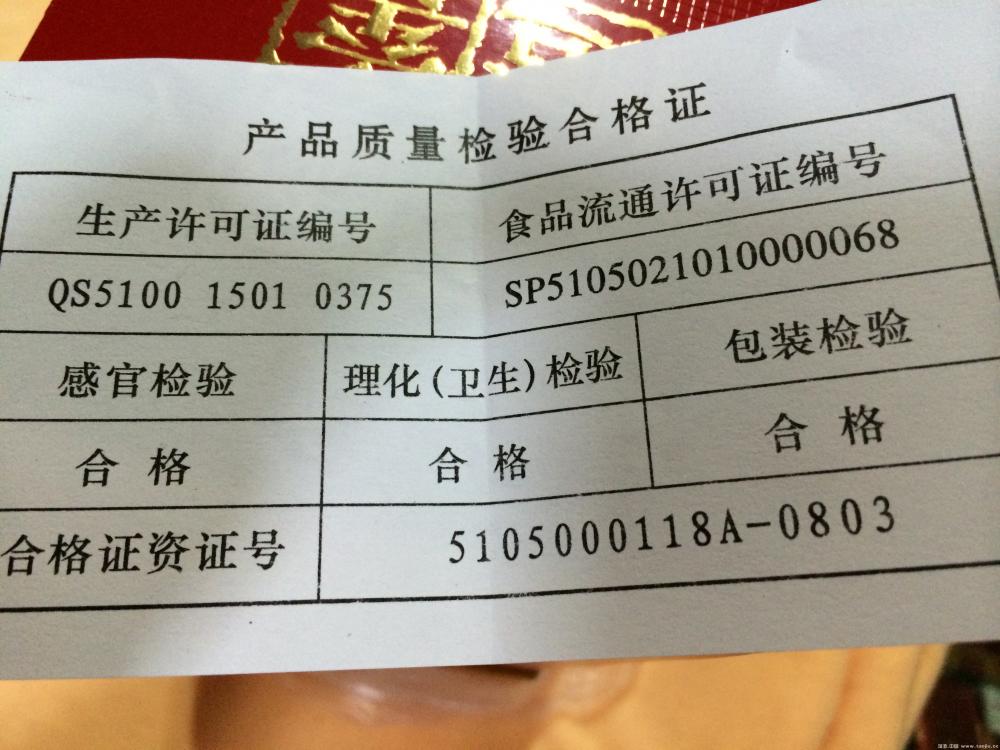 产品质量检验合格证
生产许可证编号 食品流通许可证编号
QS5100 1501 0375 SP5105021010000068
感官检验 理化(卫生)检验 包装检验
合格 合格 合格
合格证资证号 5105000118A-0803